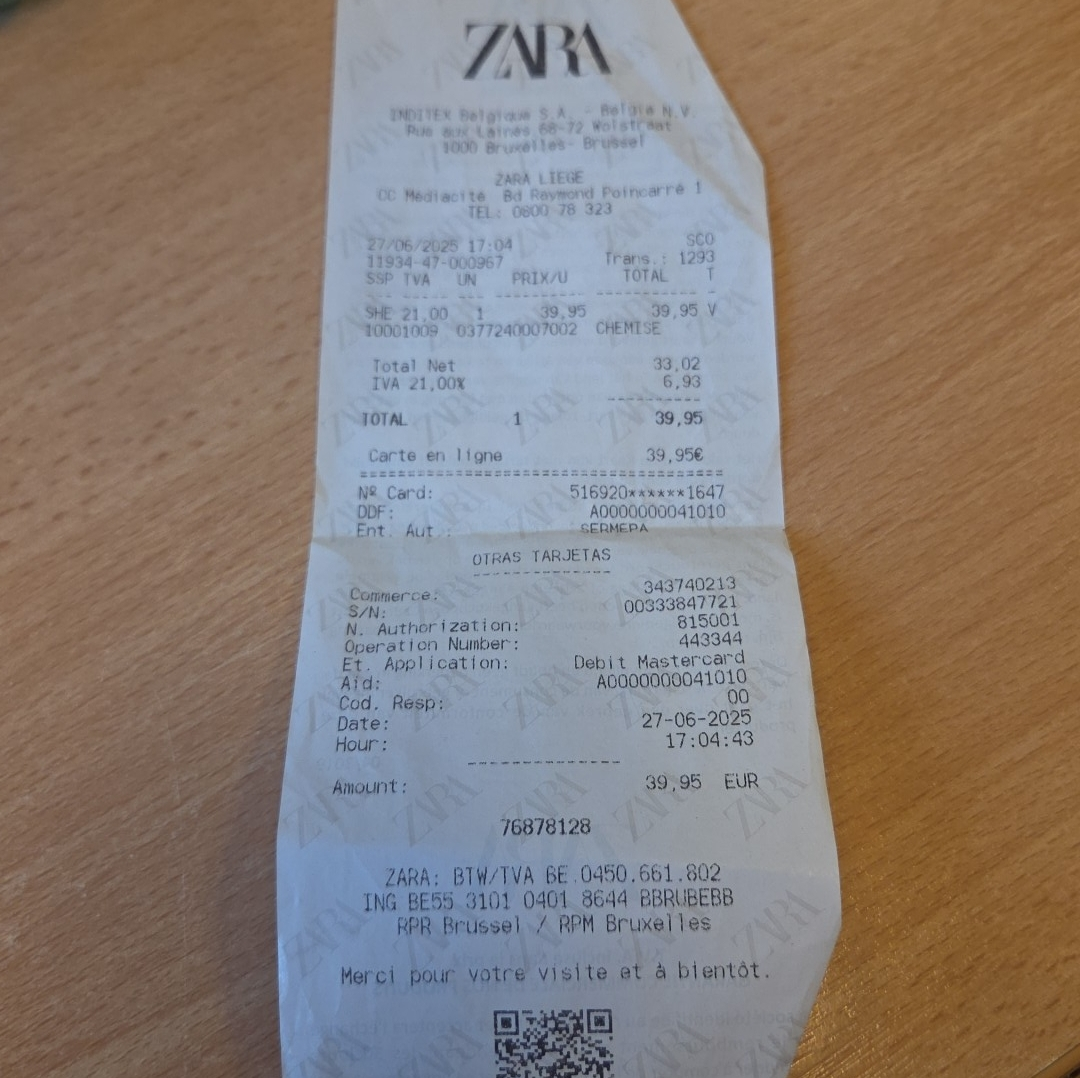 ZARA
INDITEX Belgique S.A. - Belgie N.V.
Rue aux Laines 68-72 Wolstraat
1000 Bruxelles- Brussel
ZARA LIEGE
CC Médiacité Bd Raymond Poincarré 1
TEL: 0800 78 323
27/06/2025 17:04 SCO
11934-47-000967 Trans.: 1293
SSP TVA UN PRIX/U TOTAL T
SHE 21,00 1 39,95 39,95 V
10001009 0377240007002 CHEMISE
Total Net 33,02
IVA 21,00% 6,93
TOTAL 1 39,95
Carte en ligne 39,95€
Nº Card: 516920******1647
DDF: A0000000041010
Ent. Aut.: SERMEPA
OTRAS TARJETAS
Commerce: 343740213
S/N: 00333847721
N. Authorization: 815001
Operation Number: 443344
Et. Application: Debit Mastercard
Aid: A0000000041010
Cod. Resp: 00
Date: 27-06-2025
Hour: 17:04:43
Amount: 39,95 EUR
76878128
ZARA: BTW/TVA BE.0450.661.802
ING BE55 3101 0401 8644 BBRUBEBB
RPR Brussel / RPM Bruxelles
Merci pour votre visite et à bientôt.